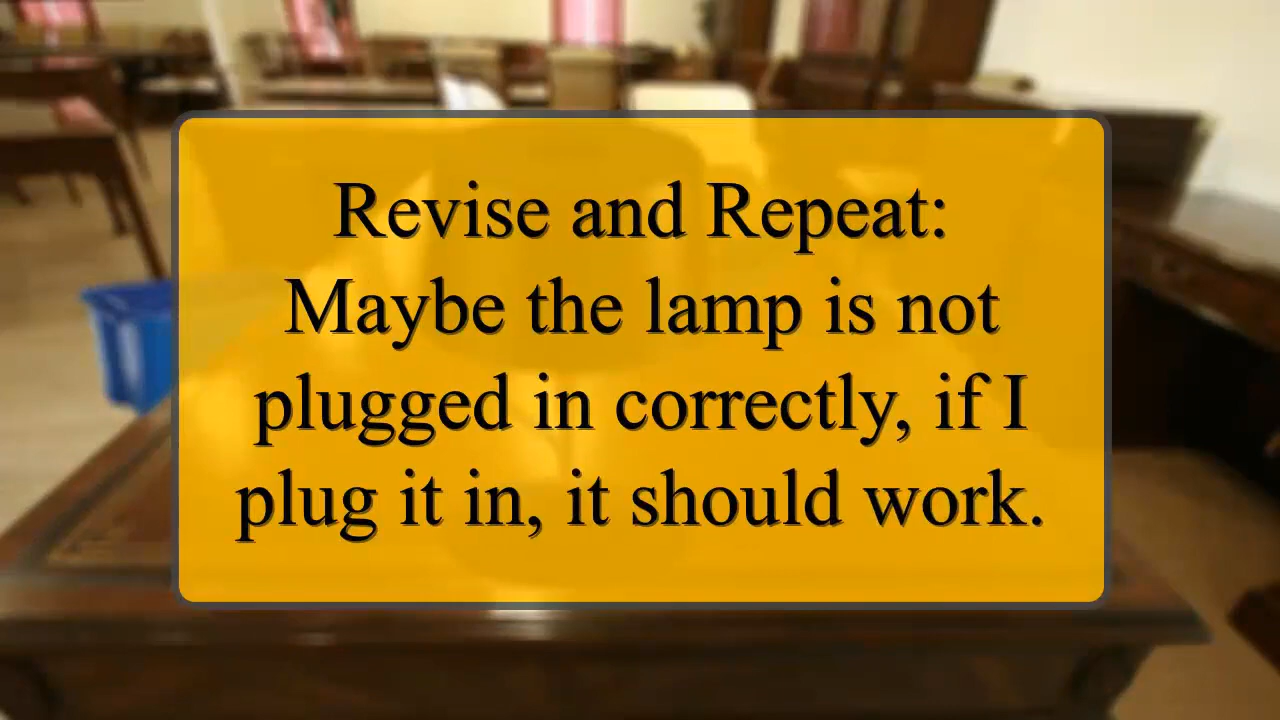 Revise and Repeat:
Maybe the lamp is not
plugged in correctly, if I
plug it in, it should work.